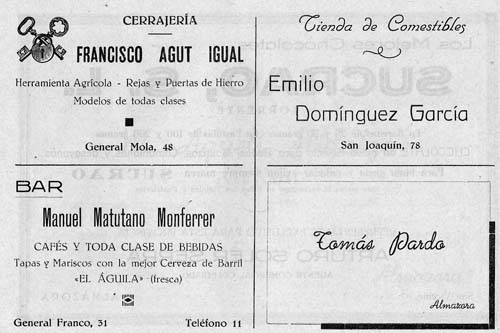 CERRAJERÍA
FRANCISCO AGUT IGUAL
Herramienta Agrícola - Rejas y Puertas de Hierro
Modelos de todas clases
General Mola, 48
Tienda de Comestibles
Emilio
Domínguez García
San Joaquín, 78
BAR
Manuel Matutano Monferrer
CAFÉS Y TODA CLASE DE BEBIDAS
Tapas y Mariscos con la mejor Cerveza de Barril
«EL ÁGUILA» (fresca)
General Franco, 31 Teléfono 11
Tomás Pardo
Almazora